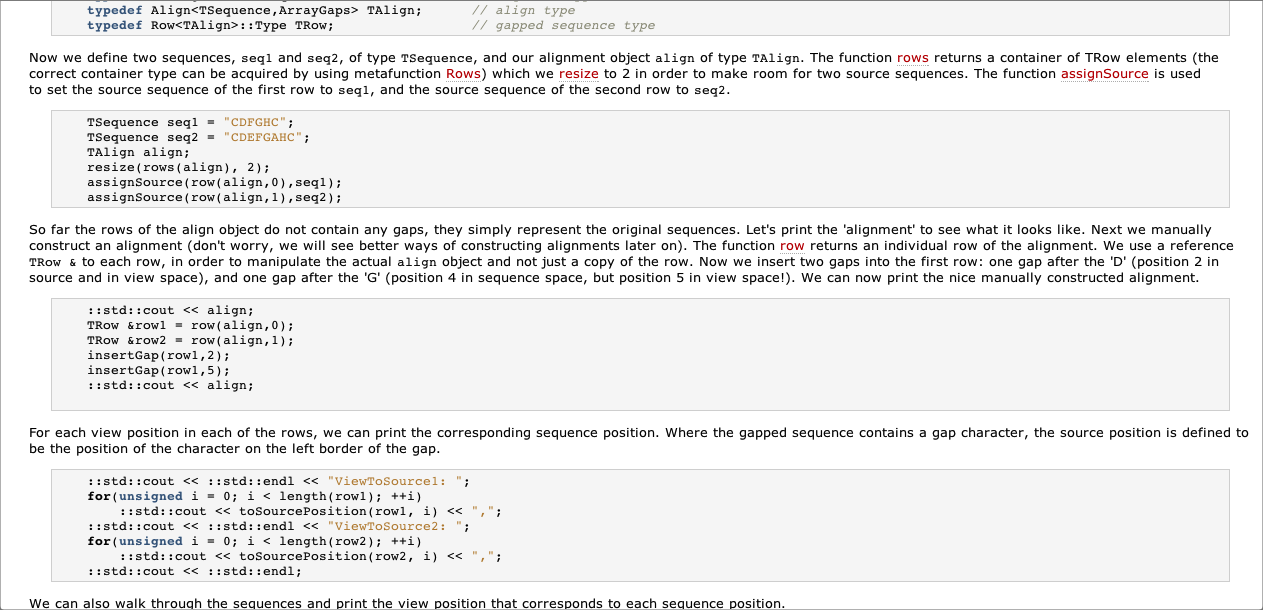 typedef Align<TSequence,ArrayGaps> TAlign;      // align type
typedef Row<TAlign>::Type TRow;                 // gapped sequence type
Now we define two sequences, seq1 and seq2, of type TSequence, and our alignment object align of type TAlign. The function rows returns a container of TRow elements (the
correct container type can be acquired by using metafunction Rows) which we resize to 2 in order to make room for two source sequences. The function assignSource is used
to set the source sequence of the first row to seq1, and the source sequence of the second row to seq2.
TSequence seq1 = "CDFGHC";
TSequence seq2 = "CDEFGAHC";
TAlign align;
resize(rows(align), 2);
assignSource(row(align,0),seq1);
assignSource(row(align,1),seq2);
So far the rows of the align object do not contain any gaps, they simply represent the original sequences. Let's print the 'alignment' to see what it looks like. Next we manually
construct an alignment (don't worry, we will see better ways of constructing alignments later on). The function row returns an individual row of the alignment. We use a reference
TRow & to each row, in order to manipulate the actual align object and not just a copy of the row. Now we insert two gaps into the first row: one gap after the 'D' (position 2 in
source and in view space), and one gap after the 'G' (position 4 in sequence space, but position 5 in view space!). We can now print the nice manually constructed alignment.
::std::cout << align;
TRow &row1 = row(align,0);
TRow &row2 = row(align,1);
insertGap(row1,2);
insertGap(row1,5);
::std::cout << align;
For each view position in each of the rows, we can print the corresponding sequence position. Where the gapped sequence contains a gap character, the source position is defined to
be the position of the character on the left border of the gap.
::std::cout << ::std::endl << "ViewToSource1: ";
for(unsigned i = 0; i < length(row1); ++i)
    ::std::cout << toSourcePosition(row1, i) << ",";
::std::cout << ::std::endl << "ViewToSource2: ";
for(unsigned i = 0; i < length(row2); ++i)
    ::std::cout << toSourcePosition(row2, i) << ",";
::std::cout << ::std::endl;
We can also walk through the sequences and print the view position that corresponds to each sequence position.